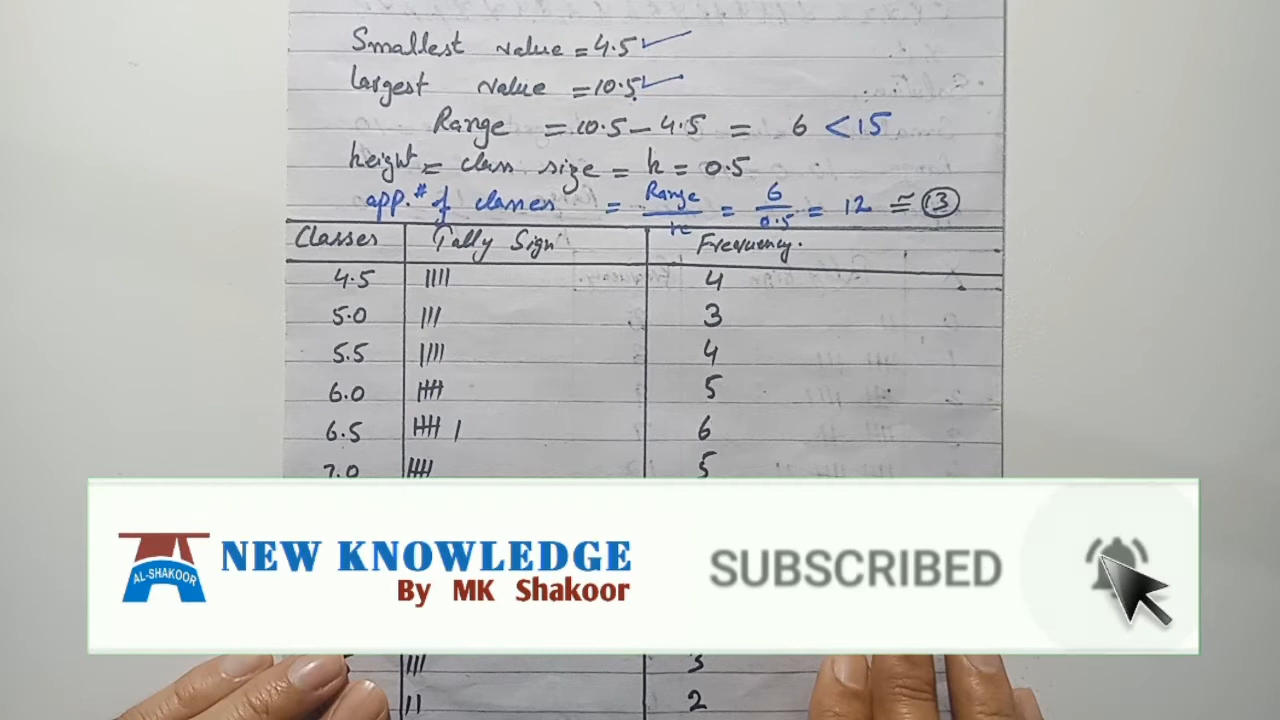 Smallest value = 4.5
largest value = 10.5
Range = 10.5 - 4.5 = 6 < 15
height = class size = h = 0.5
app. # of classes = Range/h = 6/0.5 = 12 ≅ 13
Classes Tally Sign Frequency.
4.5 |||| 4
5.0 ||| 3
5.5 |||| 4
6.0 𝍸 5
6.5 𝍸 | 6
7.0 𝍸 5
AL-SHAKOOR
NEW KNOWLEDGE
By MK Shakoor
SUBSCRIBED
||| 3
|| 2